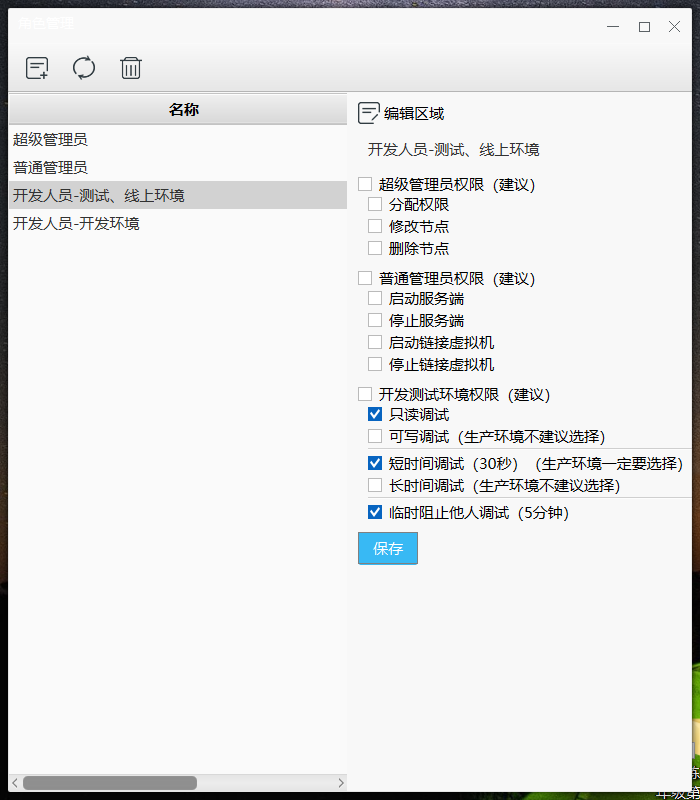 角色管理
名称
超级管理员
普通管理员
开发人员-测试、线上环境
开发人员-开发环境
编辑区域
开发人员-测试、线上环境
超级管理员权限（建议）
分配权限
修改节点
删除节点
普通管理员权限（建议）
启动服务端
停止服务端
启动链接虚拟机
停止链接虚拟机
开发测试环境权限（建议）
只读调试
可写调试（生产环境不建议选择）
短时间调试（30秒）（生产环境一定要选择）
长时间调试（生产环境不建议选择）
临时阻止他人调试（5分钟）
保存